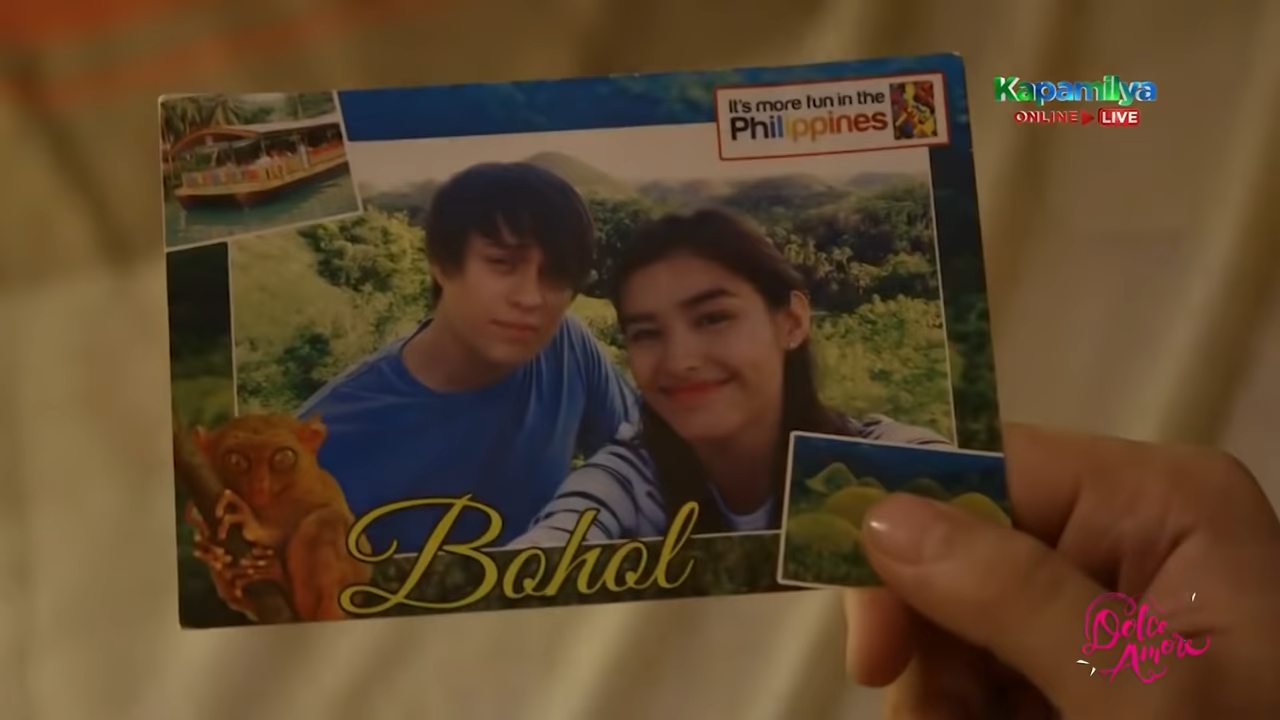 It's more fun in the
Philippines
Kapamilya
ONLINE LIVE
Bohol
Dolce
Amore